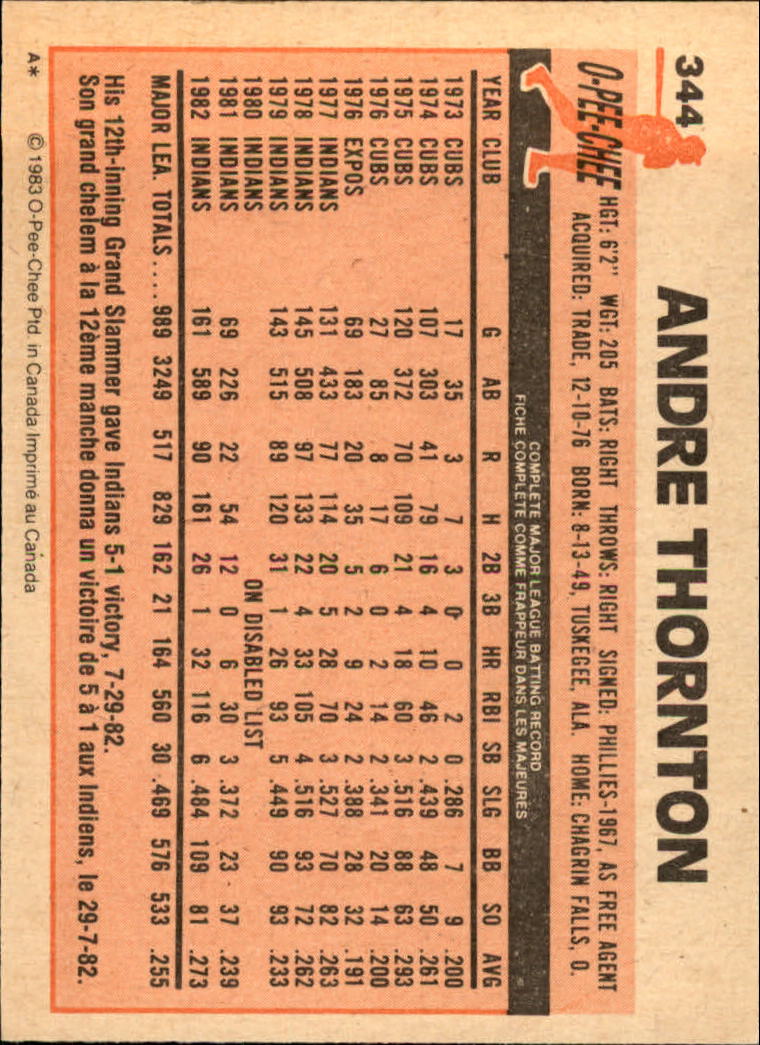 344
ANDRE THORNTON
O-PEE-CHEE
HGT: 6'2" WGT: 205 BATS: RIGHT THROWS: RIGHT SIGNED: PHILLIES-1967, AS FREE AGENT
ACQUIRED: TRADE, 12-10-76 BORN: 8-13-49, TUSKEGEE, ALA. HOME: CHAGRIN FALLS, O.
COMPLETE MAJOR LEAGUE BATTING RECORD
FICHE COMPLÈTE COMME FRAPPEUR DANS LES MAJEURES
YEAR CLUB G AB R H 2B 3B HR RBI SB SLG BB SO AVG
1973 CUBS 17 35 3 7 3 0 0 2 0 .286 7 9 .200
1974 CUBS 107 303 41 79 16 4 10 46 2 .439 48 50 .261
1975 CUBS 120 372 70 109 21 4 18 60 3 .516 88 63 .293
1976 CUBS 27 85 8 17 6 0 2 14 2 .341 20 14 .200
1976 EXPOS 69 183 20 35 5 2 9 24 2 .388 28 32 .191
1977 INDIANS 131 433 77 114 20 5 28 70 3 .527 70 82 .263
1978 INDIANS 145 508 97 133 22 4 33 105 4 .516 93 72 .262
1979 INDIANS 143 515 89 120 31 1 26 93 5 .449 90 93 .233
1980 INDIANS ON DISABLED LIST
1981 INDIANS 69 226 22 54 12 0 6 30 3 .372 23 37 .239
1982 INDIANS 161 589 90 161 26 1 32 116 6 .484 109 81 .273
MAJOR LEA. TOTALS .... 989 3249 517 829 162 21 164 560 30 .469 576 533 .255
His 12th-inning Grand Slammer gave Indians 5-1 victory, 7-29-82.
Son grand chelem à la 12ème manche donna un victoire de 5 à 1 aux Indiens, le 29-7-82.
A* © 1983 O-Pee-Chee Ptd. in Canada/Imprimé au Canada